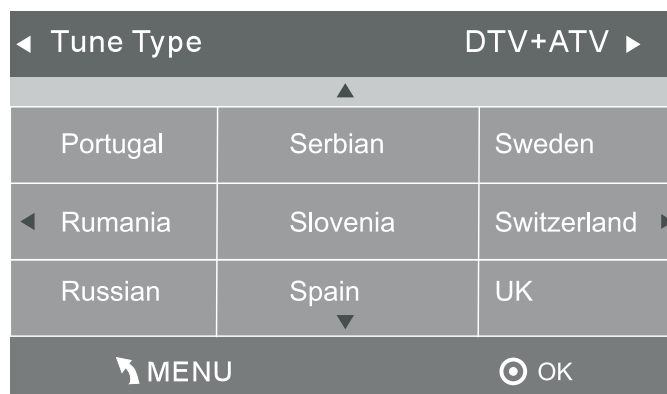 Tune Type DTV+ATV
Portugal Serbian Sweden
Rumania Slovenia Switzerland
Russian Spain UK
MENU OK